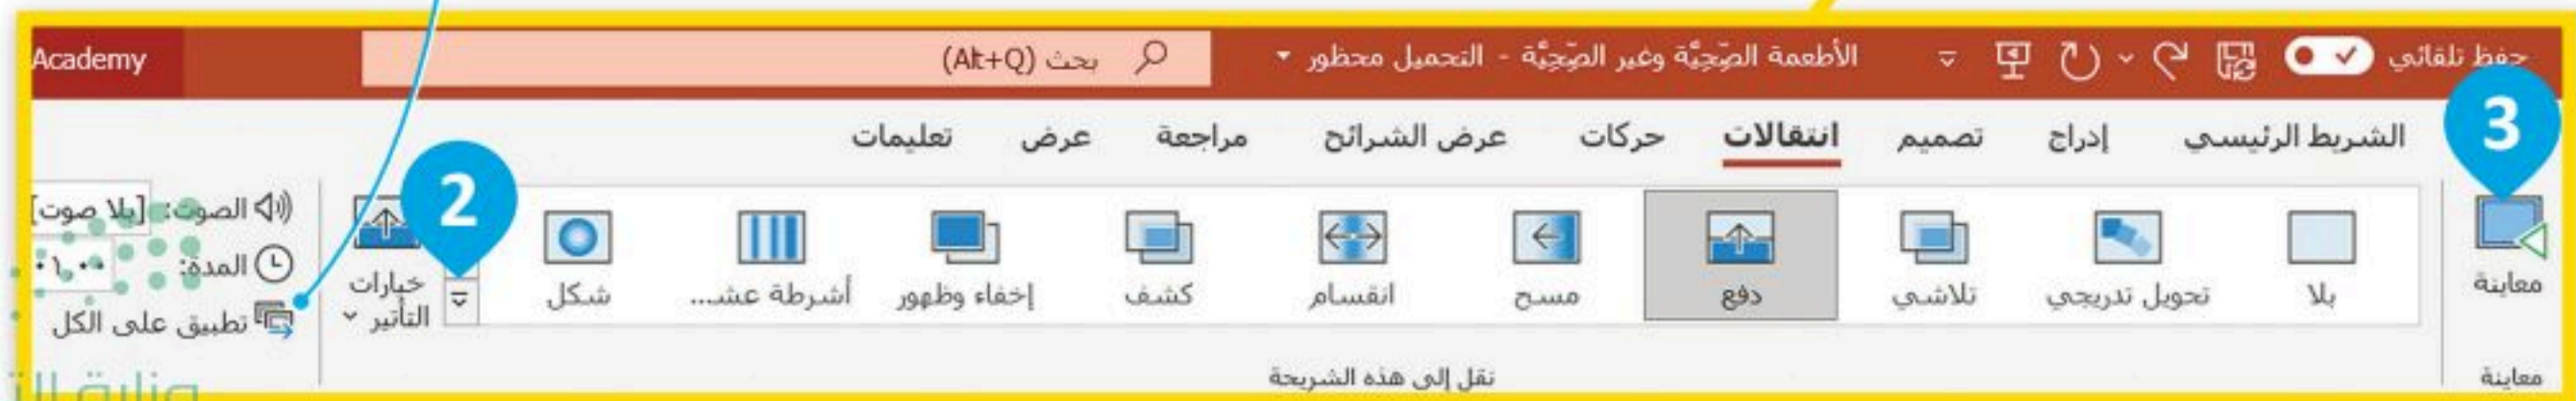 حفظ تلقائي الأطعمة الصّحيَّة وغير الصّحيَّة - التحميل محظور بحث (Alt+Q) Academy
3 الشريط الرئيسي إدراج تصميم انتقالات حركات عرض الشرائح مراجعة عرض تعليمات
2
معاينة بلا تحويل تدريجي تلاشي دفع مسح انقسام كشف إخفاء وظهور أشرطة عشـ... شكل
خيارات التأثير
الصوت: [بلا صوت]
المدة:
تطبيق على الكل
معاينة نقل إلى هذه الشريحة